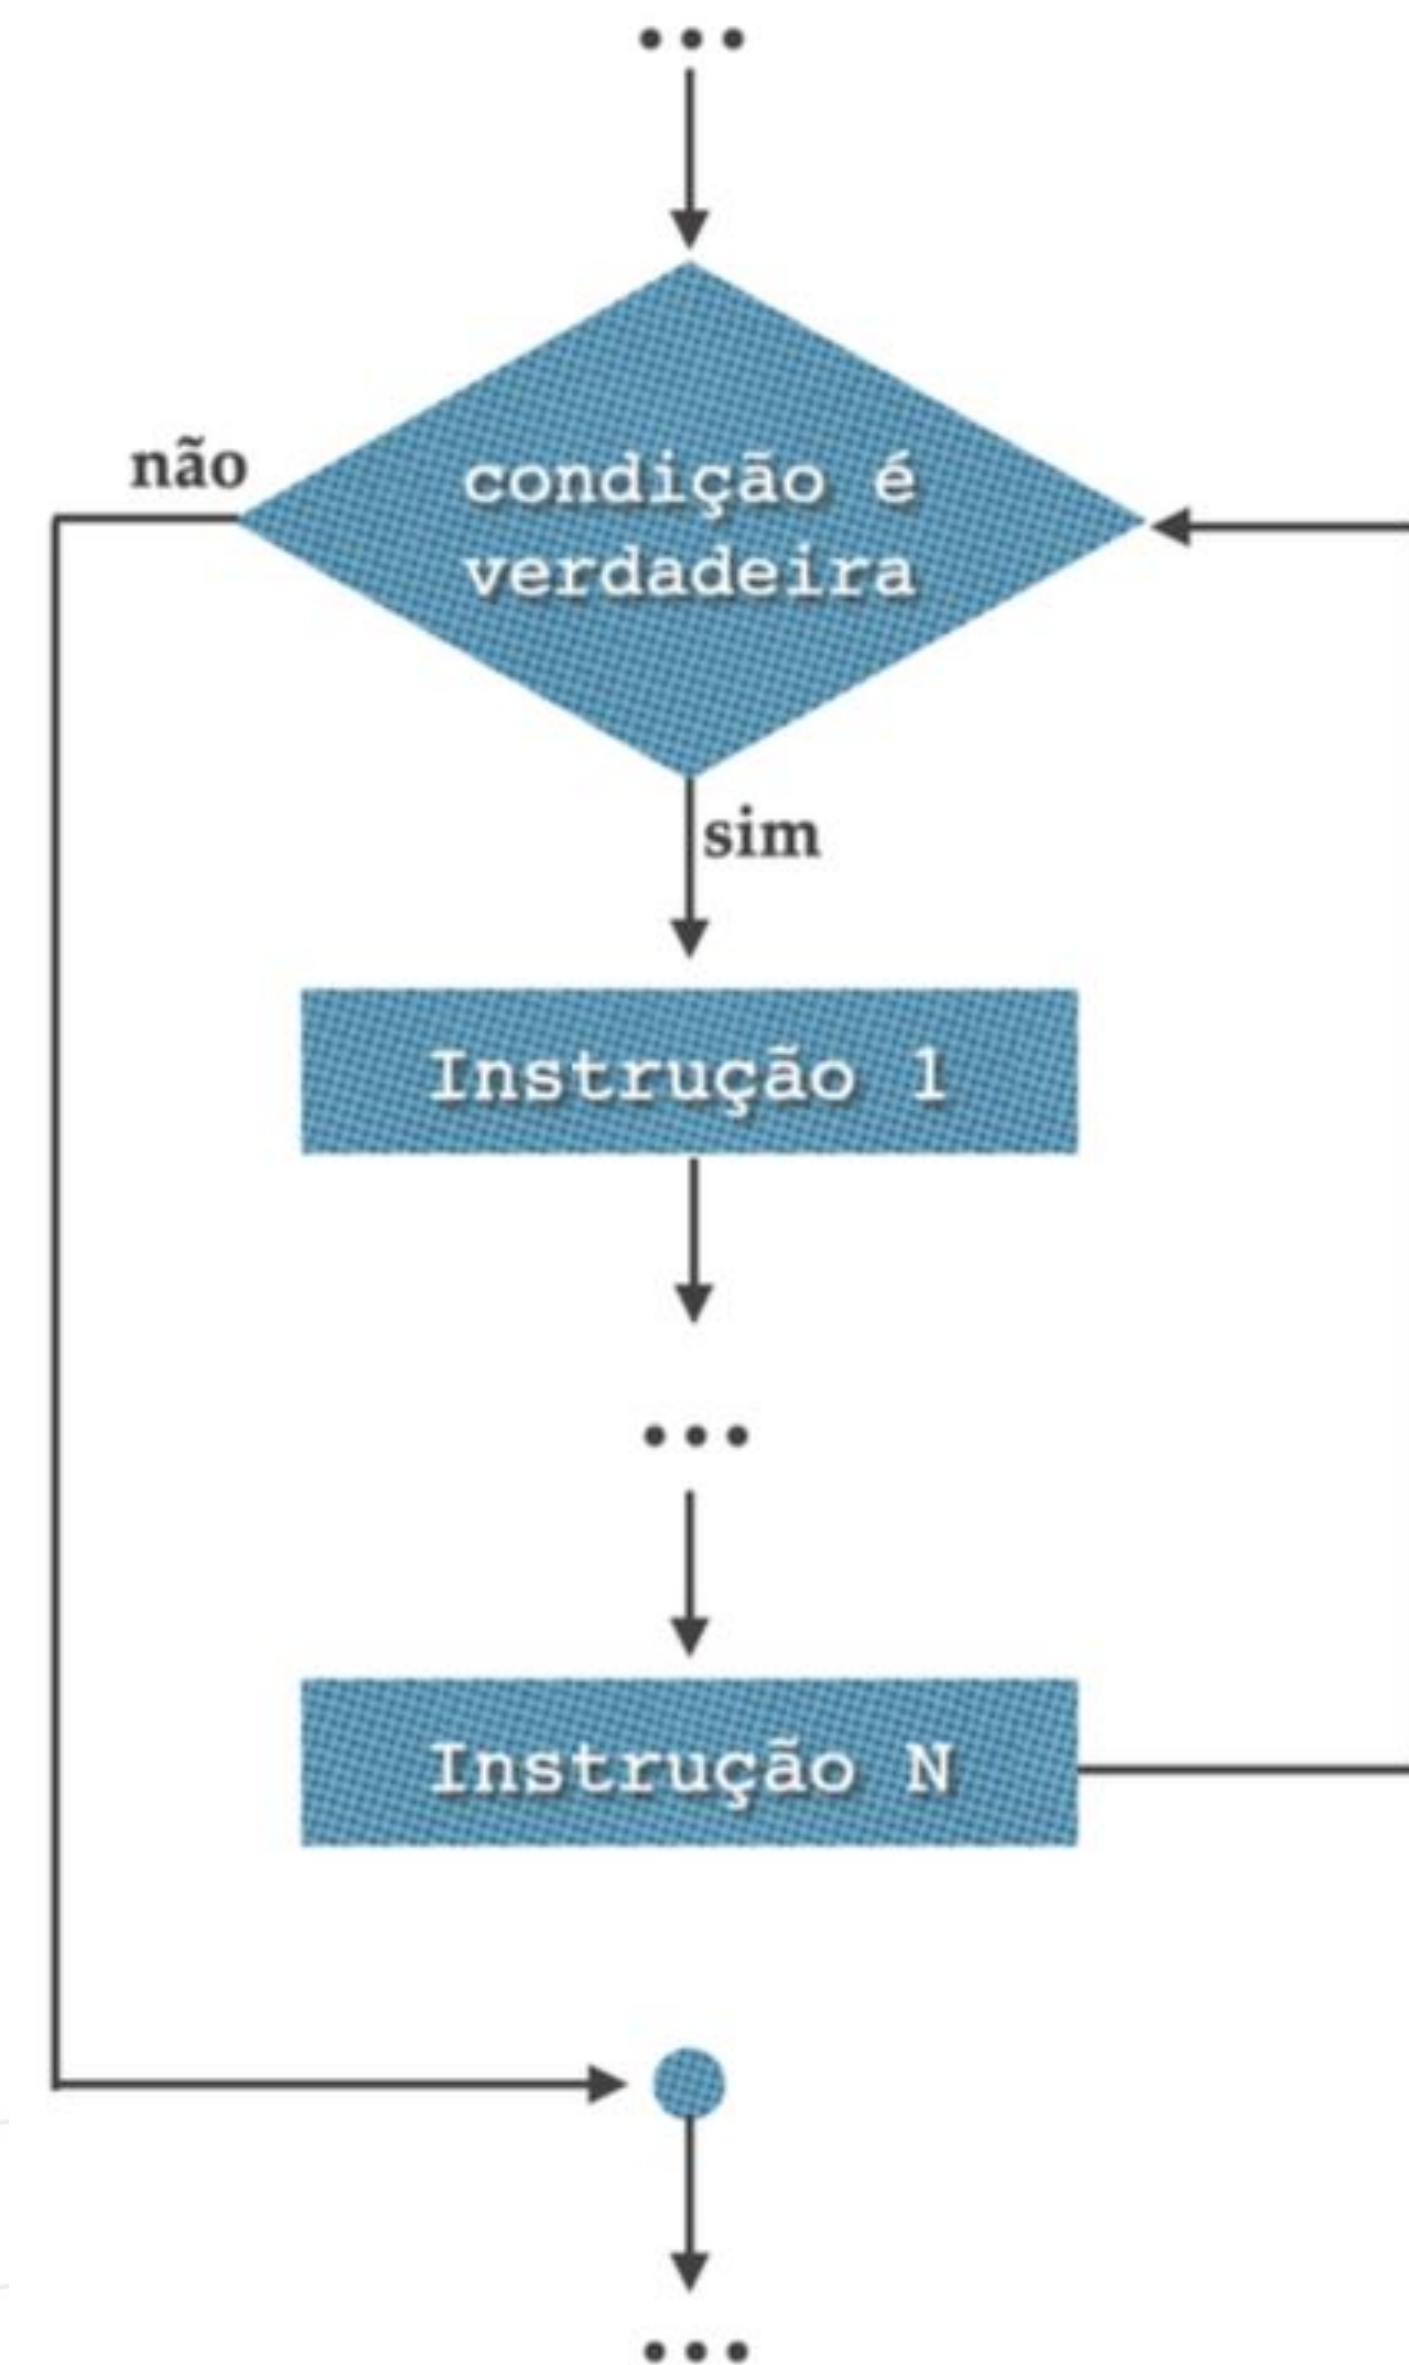 ...
não
condição é
verdadeira
sim
Instrução 1
...
Instrução N
...